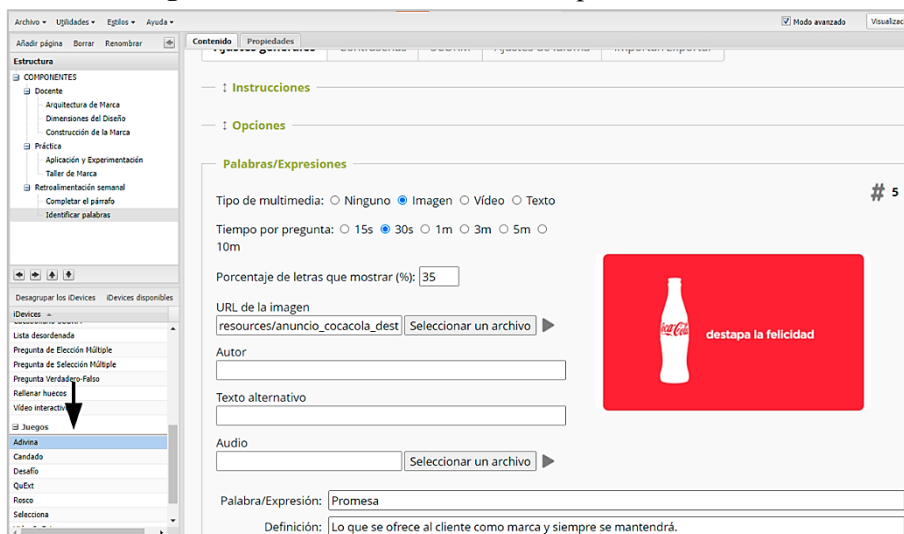 Archivo Utilidades Estilos Ayuda
Modo avanzado
Añadir página Borrar Renombrar
Contenido Propiedades
Estructura
COMPONENTES
Docente
Arquitectura de Marca
Dimensiones del Diseño
Construcción de la Marca
Práctica
Aplicación y Experimentación
Taller de Marca
Retroalimentación semanal
Completar el párrafo
Identificar palabras
Desagrupar los iDevices iDevices disponibles
iDevices
Lista desordenada
Pregunta de Elección Múltiple
Pregunta de Selección Múltiple
Pregunta Verdadero-Falso
Rellenar huecos
Juegos
Adivina
Candado
Desafío
QuExt
Rosco
Selecciona
Instrucciones
Opciones
Palabras/Expresiones
Tipo de multimedia: Ninguno Imagen Vídeo Texto
# 5
Tiempo por pregunta: 15s 30s 1m 3m 5m
10m
Porcentaje de letras que mostrar (%): 35
URL de la imagen
resources/anuncio_cocacola_dest Seleccionar un archivo
Autor
Texto alternativo
Audio
Seleccionar un archivo
Coca-Cola
destapa la felicidad
Palabra/Expresión: Promesa
Definición: Lo que se ofrece al cliente como marca y siempre se mantendrá.